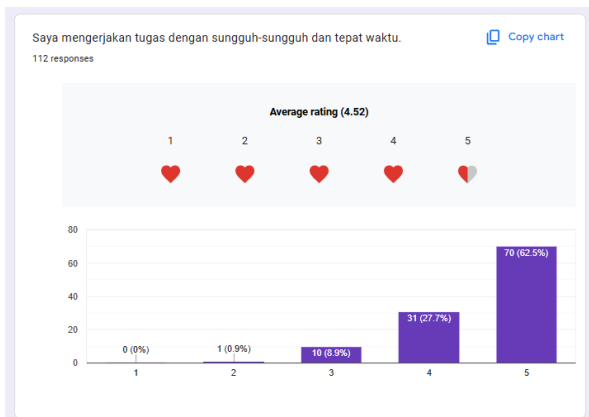 Saya mengerjakan tugas dengan sungguh-sungguh dan tepat waktu.
Copy chart
112 responses
Average rating (4.52)
1 2 3 4 5
80
60
40
20
0
0 (0%)
1 (0.9%)
10 (8.9%)
31 (27.7%)
70 (62.5%)
1 2 3 4 5